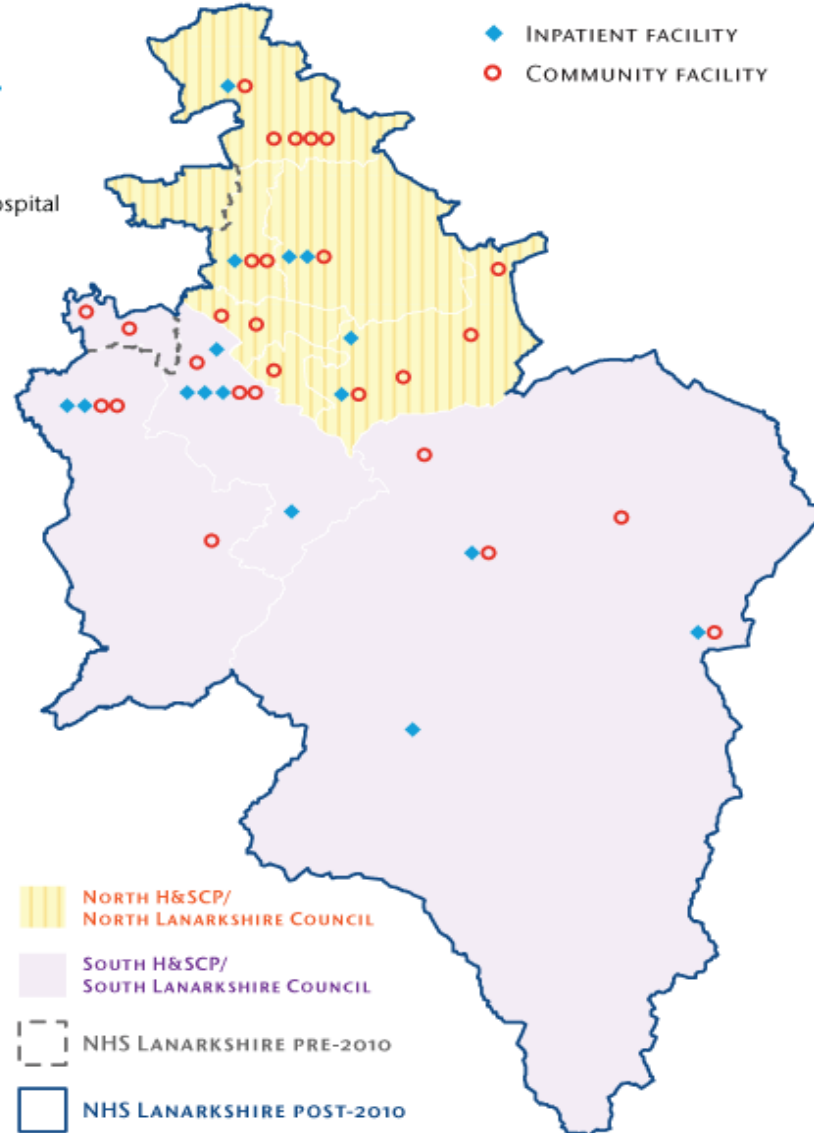 INPATIENT FACILITY
COMMUNITY FACILITY
NORTH H&SCP/
NORTH LANARKSHIRE COUNCIL
SOUTH H&SCP/
SOUTH LANARKSHIRE COUNCIL
NHS LANARKSHIRE PRE-2010
NHS LANARKSHIRE POST-2010